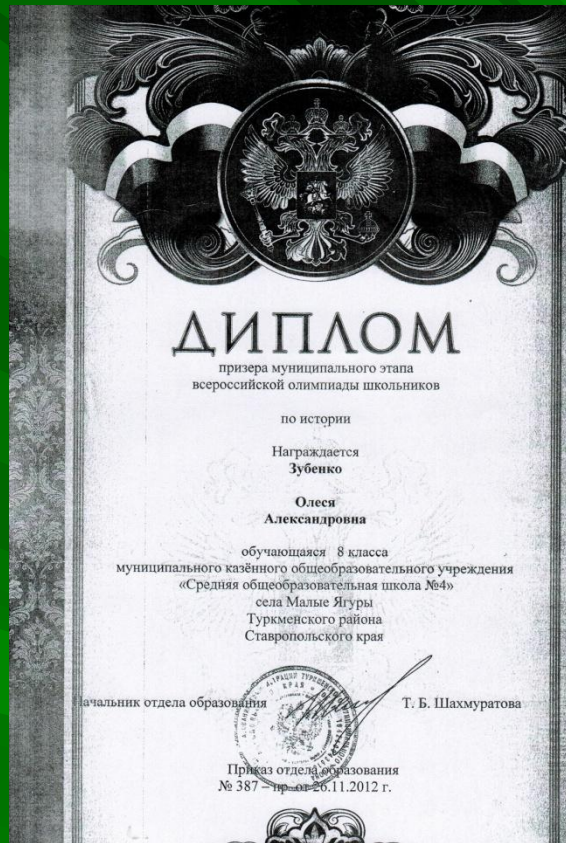 ДИПЛОМ
призера муниципального этапа
всероссийской олимпиады школьников
по истории
Награждается
Зубенко
Олеся
Александровна
обучающаяся 8 класса
муниципального казённого общеобразовательного учреждения
«Средняя общеобразовательная школа №4»
села Малые Ягуры
Туркменского района
Ставропольского края
Начальник отдела образования Т. Б. Шахмуратова
Приказ отдела образования
№ 387 – пр. от 26.11.2012 г.